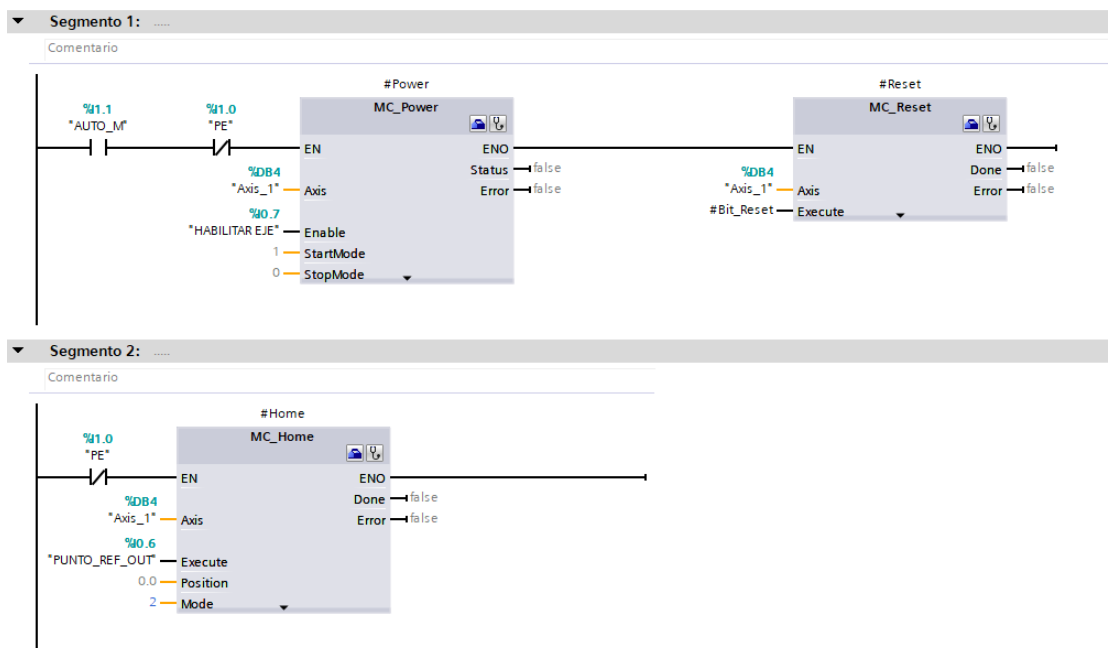 Segmento 1: .....
Comentario
#Power
#Reset
%I1.1
"AUTO_M"
%I1.0
"PE"
MC_Power
MC_Reset
EN
ENO
EN
ENO
%DB4
"Axis_1"
Axis
Status
false
Error
false
%DB4
"Axis_1"
Axis
Done
false
Error
false
%I0.7
"HABILITAR EJE"
Enable
#Bit_Reset
Execute
1
StartMode
0
StopMode
Segmento 2: .....
Comentario
#Home
%I1.0
"PE"
MC_Home
EN
ENO
%DB4
"Axis_1"
Axis
Done
false
Error
false
%I0.6
"PUNTO_REF_OUT"
Execute
0.0
Position
2
Mode